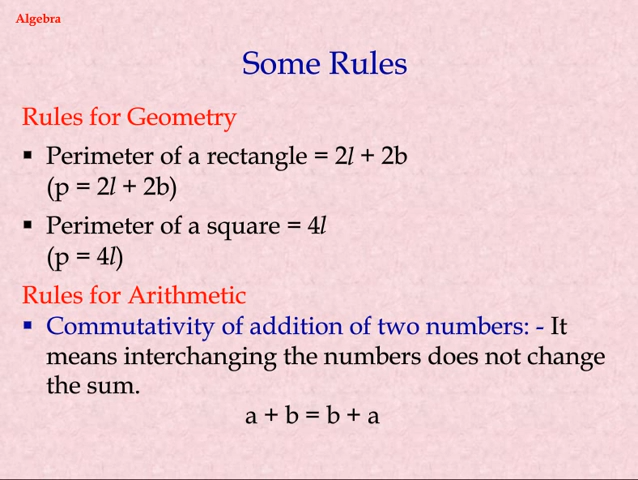 Algebra
Some Rules
Rules for Geometry
▪ Perimeter of a rectangle = 2l + 2b
(p = 2l + 2b)
▪ Perimeter of a square = 4l
(p = 4l)
Rules for Arithmetic
▪ Commutativity of addition of two numbers: - It
means interchanging the numbers does not change
the sum.
a + b = b + a